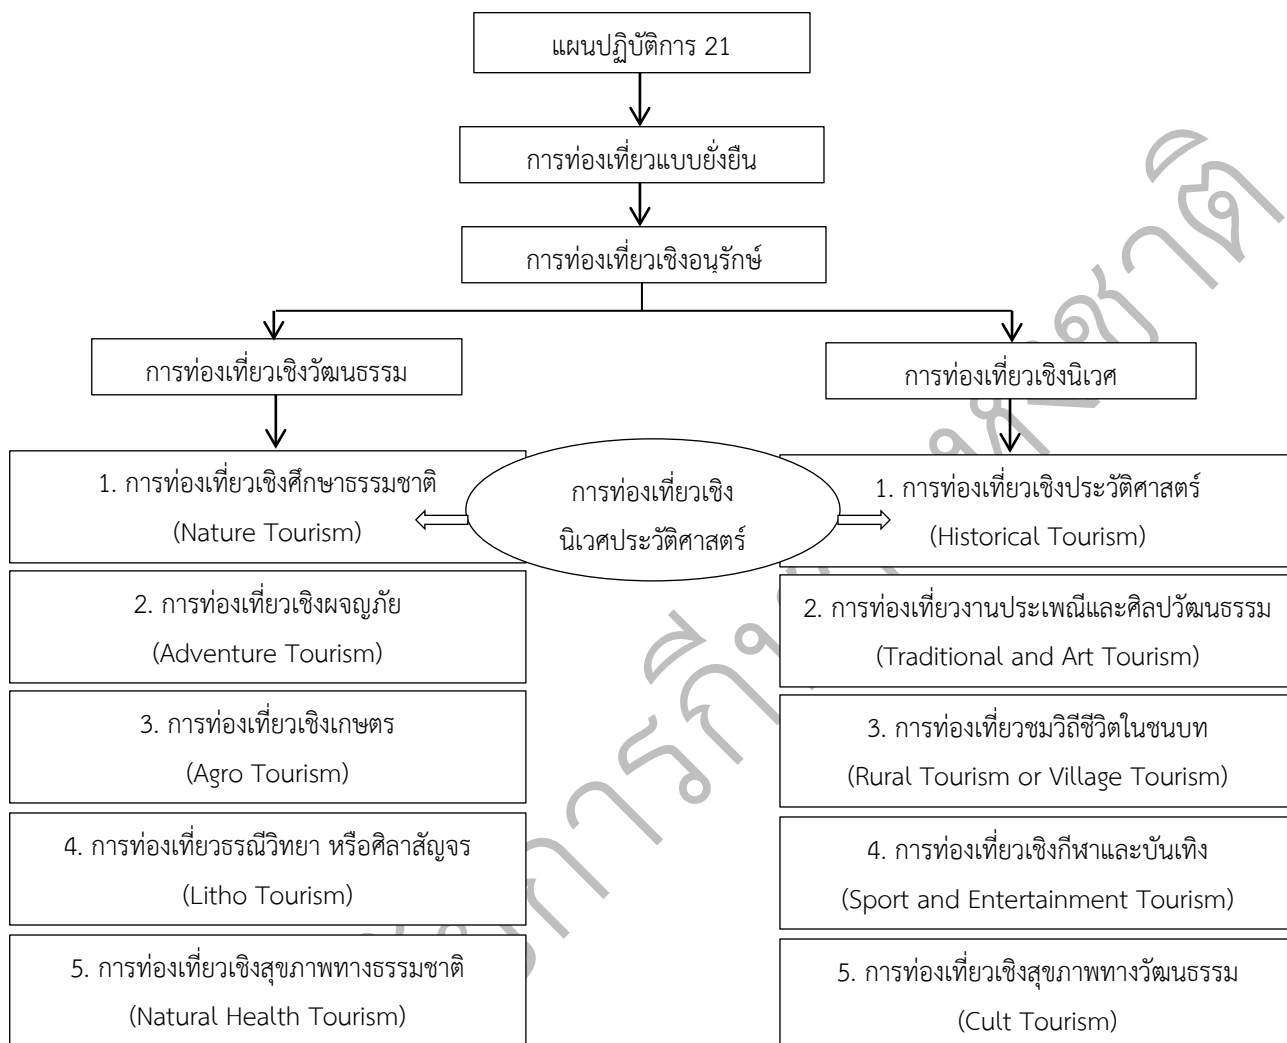 แผนปฏิบัติการ 21
การท่องเที่ยวแบบยั่งยืน
การท่องเที่ยวเชิงอนุรักษ์
การท่องเที่ยวเชิงวัฒนธรรม
การท่องเที่ยวเชิงนิเวศ
การท่องเที่ยวเชิง
นิเวศประวัติศาสตร์
1. การท่องเที่ยวเชิงศึกษาธรรมชาติ
(Nature Tourism)
2. การท่องเที่ยวเชิงผจญภัย
(Adventure Tourism)
3. การท่องเที่ยวเชิงเกษตร
(Agro Tourism)
4. การท่องเที่ยวธรณีวิทยา หรือศิลาสัญจร
(Litho Tourism)
5. การท่องเที่ยวเชิงสุขภาพทางธรรมชาติ
(Natural Health Tourism)
1. การท่องเที่ยวเชิงประวัติศาสตร์
(Historical Tourism)
2. การท่องเที่ยวงานประเพณีและศิลปวัฒนธรรม
(Traditional and Art Tourism)
3. การท่องเที่ยวชมวิถีชีวิตในชนบท
(Rural Tourism or Village Tourism)
4. การท่องเที่ยวเชิงกีฬาและบันเทิง
(Sport and Entertainment Tourism)
5. การท่องเที่ยวเชิงสุขภาพทางวัฒนธรรม
(Cult Tourism)